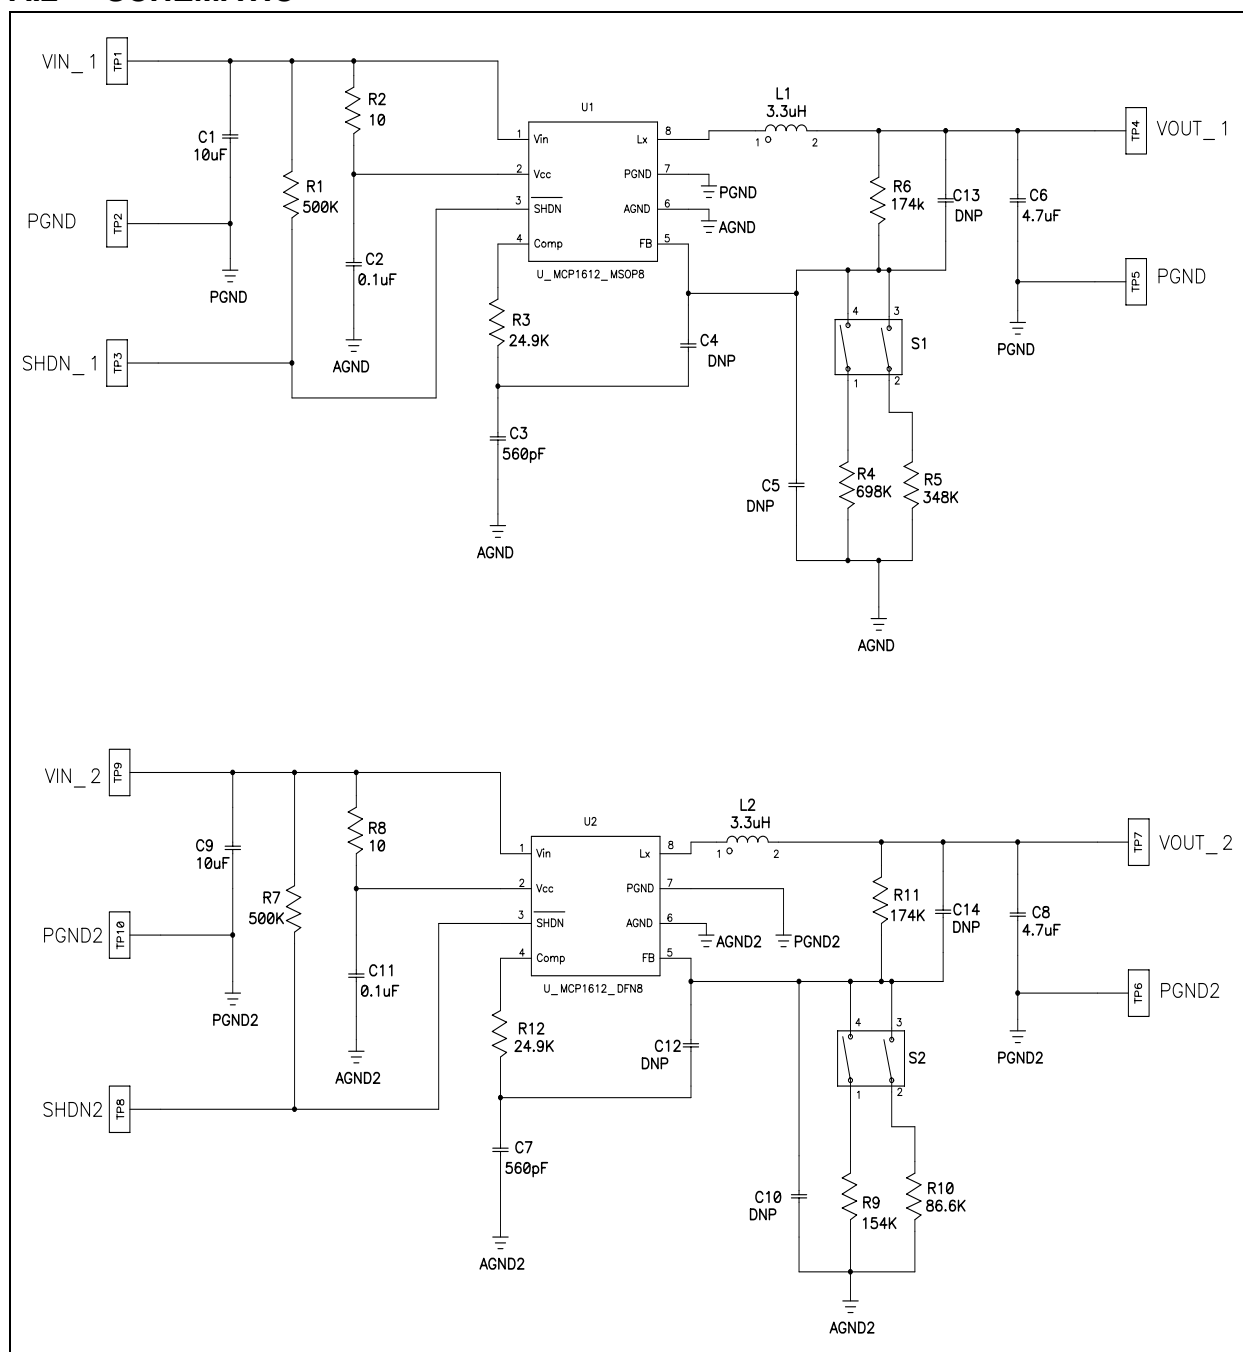 VIN_1
TP1
C1
10uF
R1
500K
R2
10
PGND
TP2
PGND
C2
0.1uF
AGND
SHDN_1
TP3
U1
1
Vin
2
Vcc
3
SHDN
4
Comp
Lx
8
PGND
7
AGND
6
FB
5
U_MCP1612_MSOP8
PGND
AGND
L1
3.3uH
1
2
R3
24.9K
C3
560pF
AGND
C4
DNP
R6
174k
C13
DNP
C6
4.7uF
TP4
VOUT_1
TP5
PGND
PGND
4
3
S1
1
2
C5
DNP
R4
698K
R5
348K
AGND
VIN_2
TP9
C9
10uF
R7
500K
R8
10
PGND2
TP10
PGND2
C11
0.1uF
AGND2
SHDN2
TP8
U2
1
Vin
2
Vcc
3
SHDN
4
Comp
Lx
8
PGND
7
AGND
6
FB
5
U_MCP1612_DFN8
AGND2
PGND2
L2
3.3uH
1
2
R12
24.9K
C7
560pF
AGND2
C12
DNP
R11
174K
C14
DNP
C8
4.7uF
TP7
VOUT_2
TP6
PGND2
PGND2
4
3
S2
1
2
C10
DNP
R9
154K
R10
86.6K
AGND2